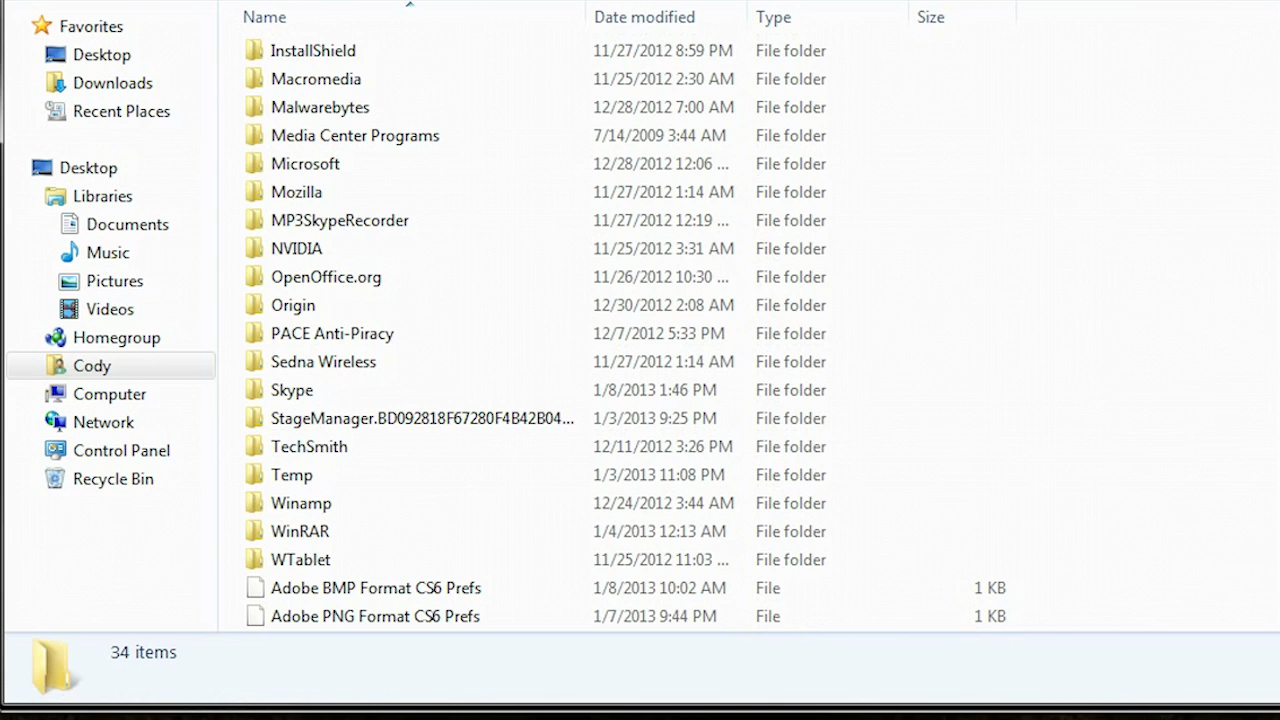 Name Date modified Type Size
Favorites
Desktop
Downloads
Recent Places
Desktop
Libraries
Documents
Music
Pictures
Videos
Homegroup
Cody
Computer
Network
Control Panel
Recycle Bin
InstallShield 11/27/2012 8:59 PM File folder
Macromedia 11/25/2012 2:30 AM File folder
Malwarebytes 12/28/2012 7:00 AM File folder
Media Center Programs 7/14/2009 3:44 AM File folder
Microsoft 12/28/2012 12:06 ... File folder
Mozilla 11/27/2012 1:14 AM File folder
MP3SkypeRecorder 11/27/2012 12:19 ... File folder
NVIDIA 11/25/2012 3:31 AM File folder
OpenOffice.org 11/26/2012 10:30 ... File folder
Origin 12/30/2012 2:08 AM File folder
PACE Anti-Piracy 12/7/2012 5:33 PM File folder
Sedna Wireless 11/27/2012 1:14 AM File folder
Skype 1/8/2013 1:46 PM File folder
StageManager.BD092818F67280F4B42B04... 1/3/2013 9:25 PM File folder
TechSmith 12/11/2012 3:26 PM File folder
Temp 1/3/2013 11:08 PM File folder
Winamp 12/24/2012 3:44 AM File folder
WinRAR 1/4/2013 12:13 AM File folder
WTablet 11/25/2012 11:03 ... File folder
Adobe BMP Format CS6 Prefs 1/8/2013 10:02 AM File 1 KB
Adobe PNG Format CS6 Prefs 1/7/2013 9:44 PM File 1 KB
34 items